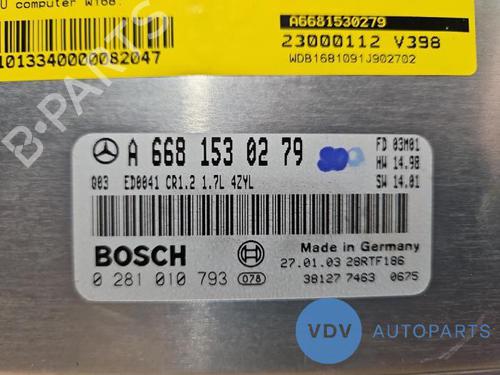 U computer W168.
1013340000082047
A6681530279
23000112 V398
WDB1681091J902702
B-PARTS
A 668 153 02 79
FD 03M01
HW 14.98
SW 14.01
Q03 ED0041 CR1.2 1.7L 4ZYL
BOSCH
Made in Germany
0 281 010 793 078
27.01.03 28RTF186
38127 7463 0675
VDV AUTOPARTS